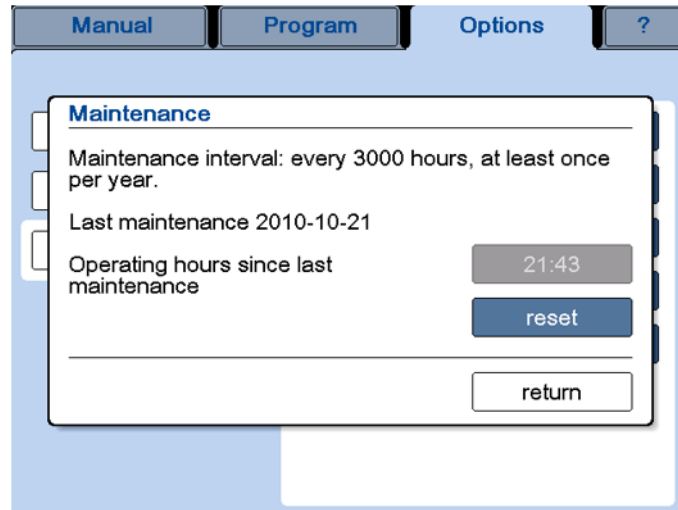 Manual Program Options ?
Maintenance
Maintenance interval: every 3000 hours, at least once
per year.
Last maintenance 2010-10-21
Operating hours since last
maintenance
21:43
reset
return